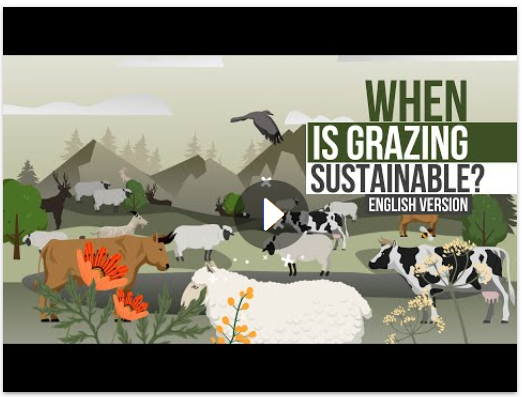 WHEN
IS GRAZING
SUSTAINABLE?
ENGLISH VERSION